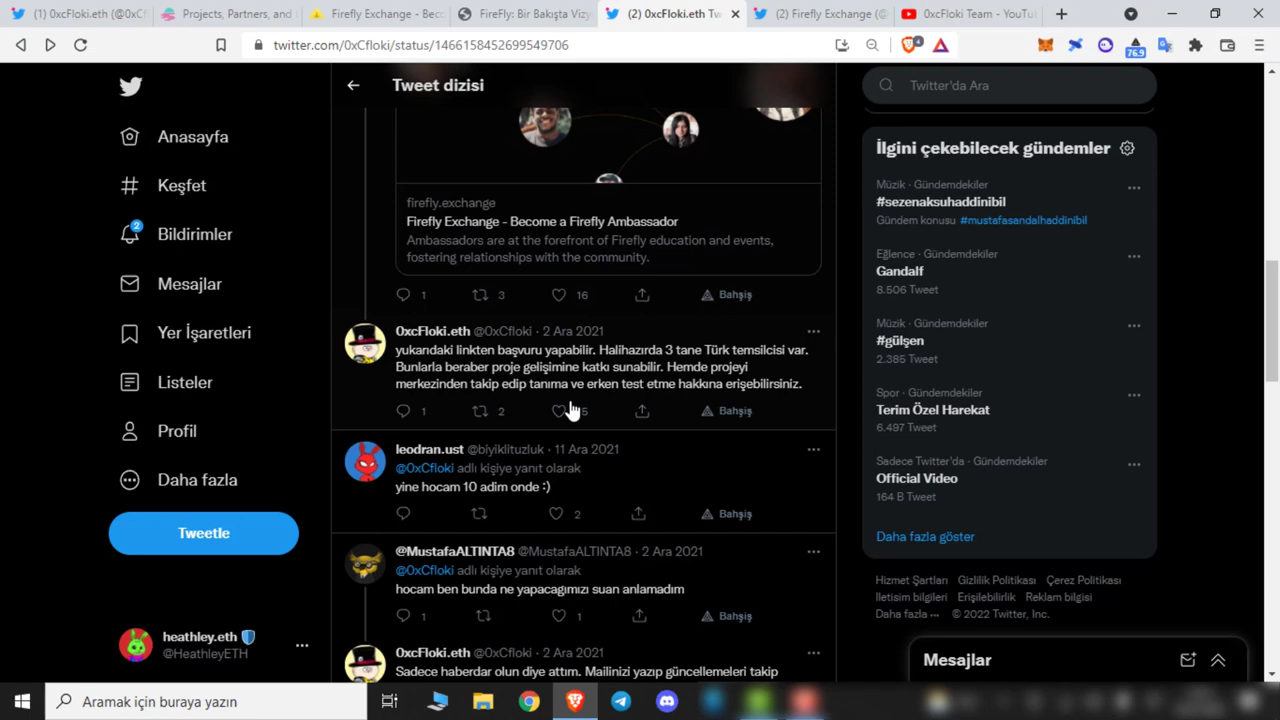 (1) 0xcFloki.eth (@0xC
Projects, Partners, and
Firefly Exchange - Beco
FireFly: Bir Bakışta Vizy
(2) 0xcFloki.eth Tw
(2) Firefly Exchange (@
0xcFloki Team - YouTu
twitter.com/0xCfloki/status/1466158452699549706
4
76.9
Anasayfa
Keşfet
2
Bildirimler
Mesajlar
Yer İşaretleri
Listeler
Profil
Daha fazla
Tweetle
heathley.eth
@HeathleyETH
Tweet dizisi
firefly.exchange
Firefly Exchange - Become a Firefly Ambassador
Ambassadors are at the forefront of Firefly education and events,
fostering relationships with the community.
1 3 16 Bahşiş
0xcFloki.eth @0xCfloki · 2 Ara 2021
yukarıdaki linkten başvuru yapabilir. Halihazırda 3 tane Türk temsilcisi var.
Bunlarla beraber proje gelişimine katkı sunabilir. Hemde projeyi
merkezinden takip edip tanıma ve erken test etme hakkına erişebilirsiniz.
1 2 5 Bahşiş
leodran.ust @biyiklituzluk · 11 Ara 2021
@0xCfloki adlı kişiye yanıt olarak
yine hocam 10 adim onde :)
2 Bahşiş
@MustafaALTINTA8 @MustafaALTINTA8 · 2 Ara 2021
@0xCfloki adlı kişiye yanıt olarak
hocam ben bunda ne yapacagımızı suan anlamadım
1 1 Bahşiş
0xcFloki.eth @0xCfloki · 2 Ara 2021
Sadece haberdar olun diye attım. Mailinizi yazıp güncellemeleri takip
Twitter'da Ara
İlgini çekebilecek gündemler
Müzik · Gündemdekiler
#sezenaksuhaddinibil
Gündem konusu #mustafasandalhaddinibil
Eğlence · Gündemdekiler
Gandalf
8.506 Tweet
Müzik · Gündemdekiler
#gülşen
2.385 Tweet
Spor · Gündemdekiler
Terim Özel Harekat
6.497 Tweet
Sadece Twitter'da · Gündemdekiler
Official Video
164 B Tweet
Daha fazla göster
Hizmet Şartları Gizlilik Politikası Çerez Politikası
İletisim bilgileri Erişilebilirlik Reklam bilgisi
Daha fazla ··· © 2022 Twitter, Inc.
Mesajlar
Aramak için buraya yazın